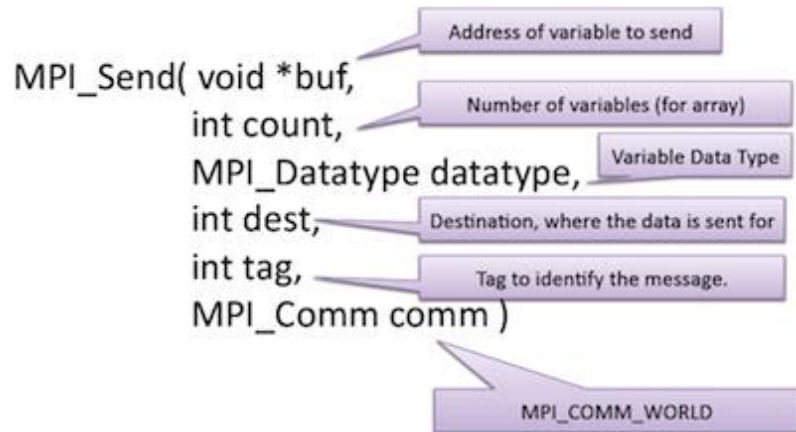 Address of variable to send
MPI_Send( void *buf,
Number of variables (for array)
int count,
Variable Data Type
MPI_Datatype datatype,
int dest,
Destination, where the data is sent for
int tag,
Tag to identify the message.
MPI_Comm comm )
MPI_COMM_WORLD